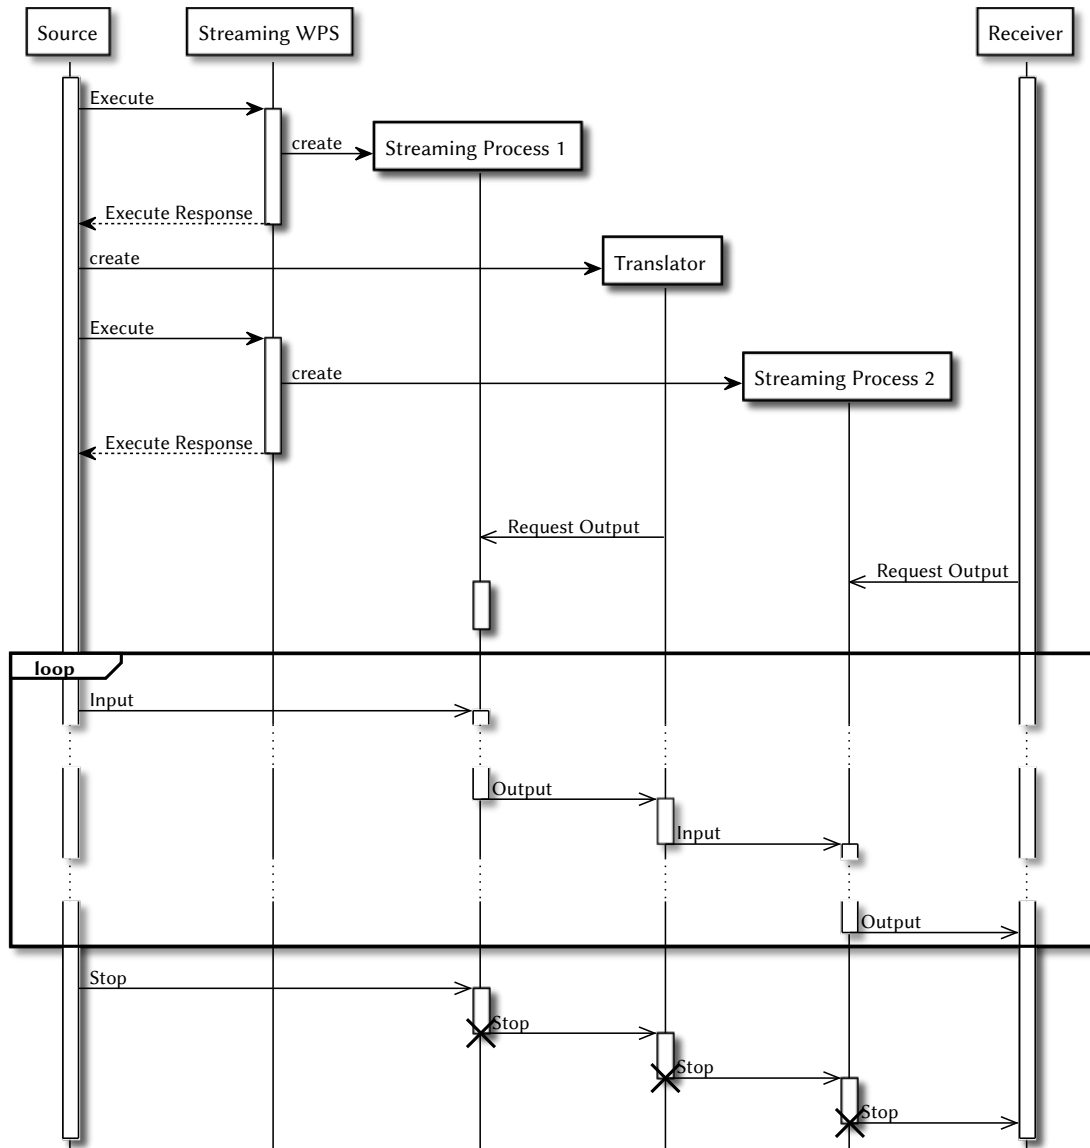 Source
Streaming WPS
Receiver
Execute
create
Streaming Process 1
Execute Response
create
Translator
Execute
create
Streaming Process 2
Execute Response
Request Output
Request Output
loop
Input
Output
Input
Output
Stop
Stop
Stop
Stop